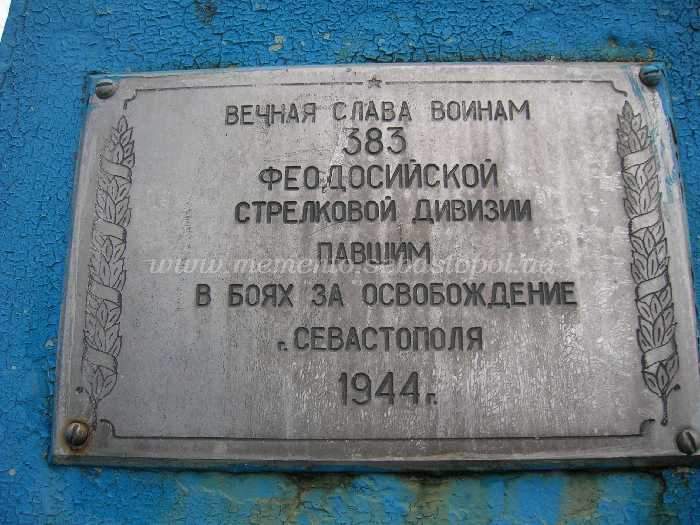 ВЕЧНАЯ СЛАВА ВОИНАМ
383
ФЕОДОСИЙСКОЙ
СТРЕЛКОВОЙ ДИВИЗИИ
ПАВШИМ
www.memento.sebastopol.ua
В БОЯХ ЗА ОСВОБОЖДЕНИЕ
г. СЕВАСТОПОЛЯ
1944 г.